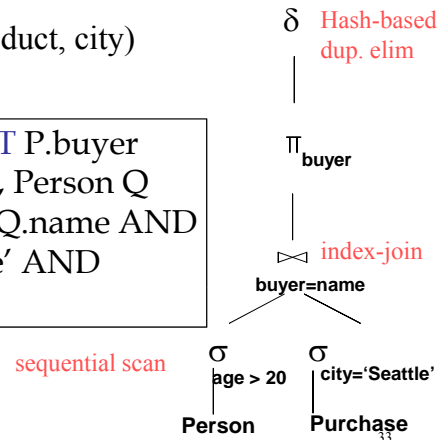 duct, city)
T P.buyer
, Person Q
Q.name AND
e' AND
δ Hash-based
dup. elim
Π buyer
⋈ index-join
buyer=name
sequential scan
σ age > 20
σ city='Seattle'
Person
Purchase
33